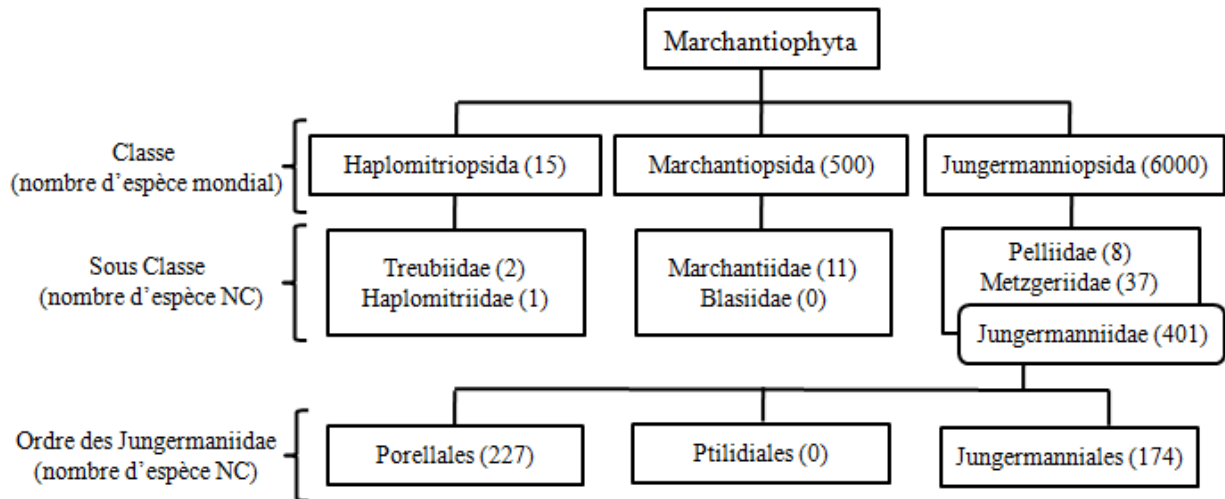 Marchantiophyta
Classe
(nombre d'espèce mondial)
Haplomitriopsida (15)
Marchantiopsida (500)
Jungermanniopsida (6000)
Sous Classe
(nombre d'espèce NC)
Treubiidae (2)
Haplomitriidae (1)
Marchantiidae (11)
Blasiidae (0)
Pelliidae (8)
Metzgeriidae (37)
Jungermanniidae (401)
Ordre des Jungermaniidae
(nombre d'espèce NC)
Porellales (227)
Ptilidiales (0)
Jungermanniales (174)